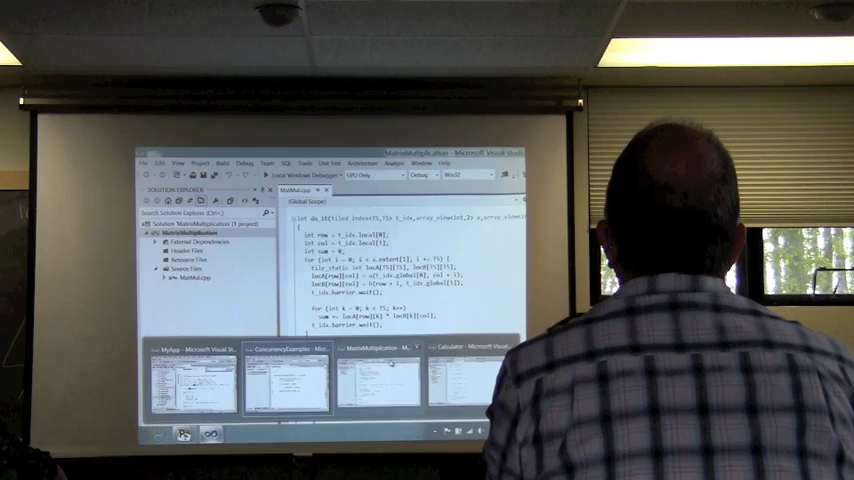 MatrixMultiplication - Microsoft Visual Studi
File Edit View Project Build Debug Team SQL Tools Unit Test Architecture Analyze Window Help
Local Windows Debugger GPU Only Debug Win32
SOLUTION EXPLORER
MatMul.cpp
(Global Scope)
Search Solution Explorer (Ctrl+;)
Solution 'MatrixMultiplication' (1 project)
MatrixMultiplication
External Dependencies
Header Files
Resource Files
Source Files
MatMul.cpp
int do_it(tiled_index<TS,TS> t_idx,array_view<int,2> a,array_view<i
{
int row = t_idx.local[0];
int col = t_idx.local[1];
int sum = 0;
for (int i = 0; i < a.extent[1]; i += TS) {
tile_static int locA[TS][TS], locB[TS][TS];
locA[row][col] = a(t_idx.global[0], col + i);
locB[row][col] = b(row + i, t_idx.global[1]);
t_idx.barrier.wait();
for (int k = 0; k < TS; k++)
sum += locA[row][k] * locB[k][col];
t_idx.barrier.wait();
MyApp - Microsoft Visual St...
ConcurrencyExamples - Micr...
MatrixMultiplication - M...
Calculator - Microsoft Visual...